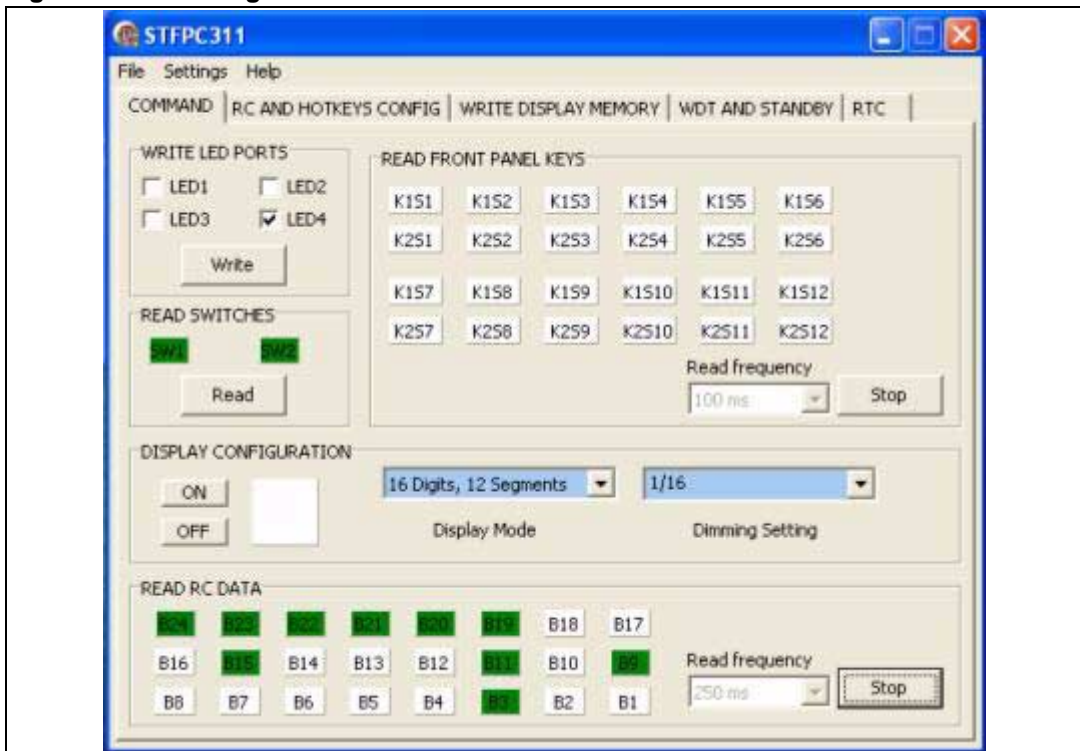 STFPC311
File Settings Help
COMMAND RC AND HOTKEYS CONFIG WRITE DISPLAY MEMORY WDT AND STANDBY RTC
WRITE LED PORTS
LED1 LED2
LED3 LED4
Write
READ SWITCHES
SW1 SW2
Read
READ FRONT PANEL KEYS
K1S1 K1S2 K1S3 K1S4 K1S5 K1S6
K2S1 K2S2 K2S3 K2S4 K2S5 K2S6
K1S7 K1S8 K1S9 K1S10 K1S11 K1S12
K2S7 K2S8 K2S9 K2S10 K2S11 K2S12
Read frequency
100 ms Stop
DISPLAY CONFIGURATION
ON
OFF
16 Digits, 12 Segments 1/16
Display Mode Dimming Setting
READ RC DATA
B24 B23 B22 B21 B20 B19 B18 B17
B16 B15 B14 B13 B12 B11 B10 B9
B8 B7 B6 B5 B4 B3 B2 B1
Read frequency
250 ms Stop